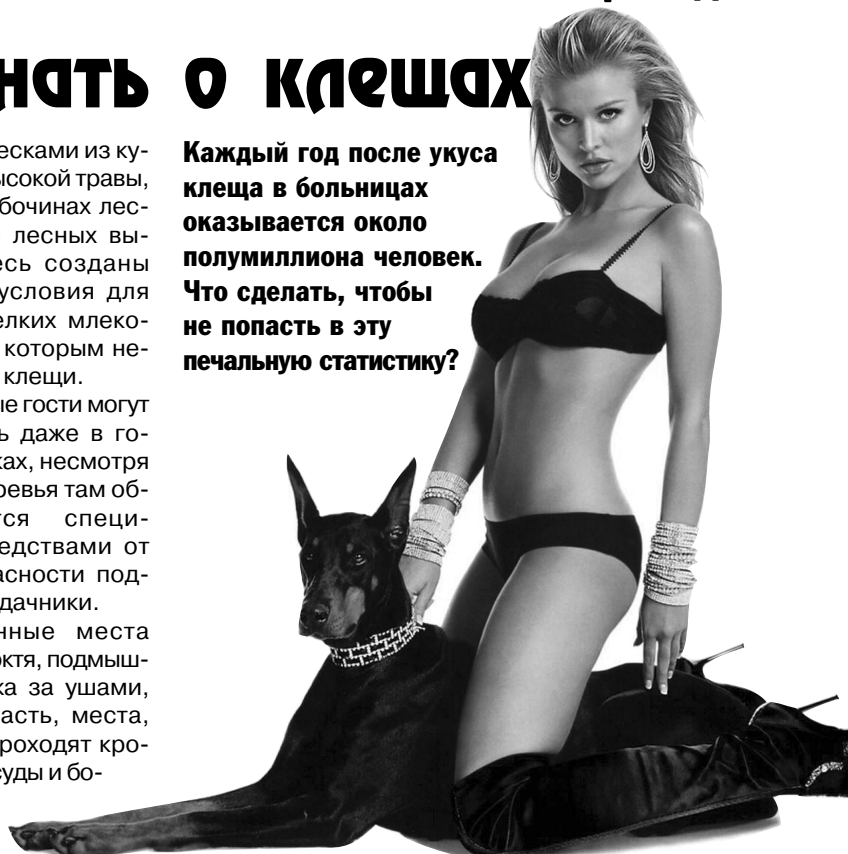 нать о клещах
есками из ку-
ысокой травы,
бочинах лес-
лесных вы-
есь созданы
условия для
елких млеко-
которым не-
клещи.
ые гости могут
ь даже в го-
ках, несмотря
ревья там об-
тся специ-
едствами от
асности под-
дачники.
нные места
октя, подмыш-
ка за ушами,
асть, места,
роходят кро-
суды и бо-
Каждый год после укуса
клеща в больницах
оказывается около
полумиллиона человек.
Что сделать, чтобы
не попасть в эту
печальную статистику?